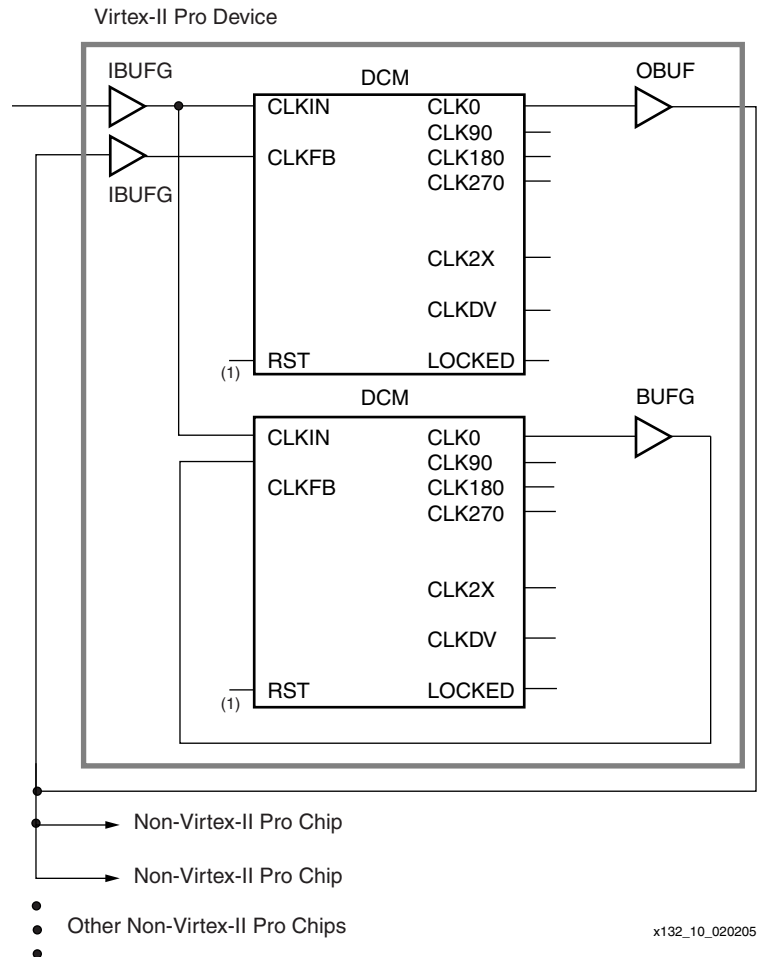 Virtex-II Pro Device
IBUFG
DCM
OBUF
CLKIN
CLK0
CLK90
CLKFB
CLK180
CLK270
IBUFG
CLK2X
CLKDV
RST
LOCKED
(1)
DCM
BUFG
CLKIN
CLK0
CLK90
CLKFB
CLK180
CLK270
CLK2X
CLKDV
RST
LOCKED
(1)
Non-Virtex-II Pro Chip
Non-Virtex-II Pro Chip
Other Non-Virtex-II Pro Chips
x132_10_020205